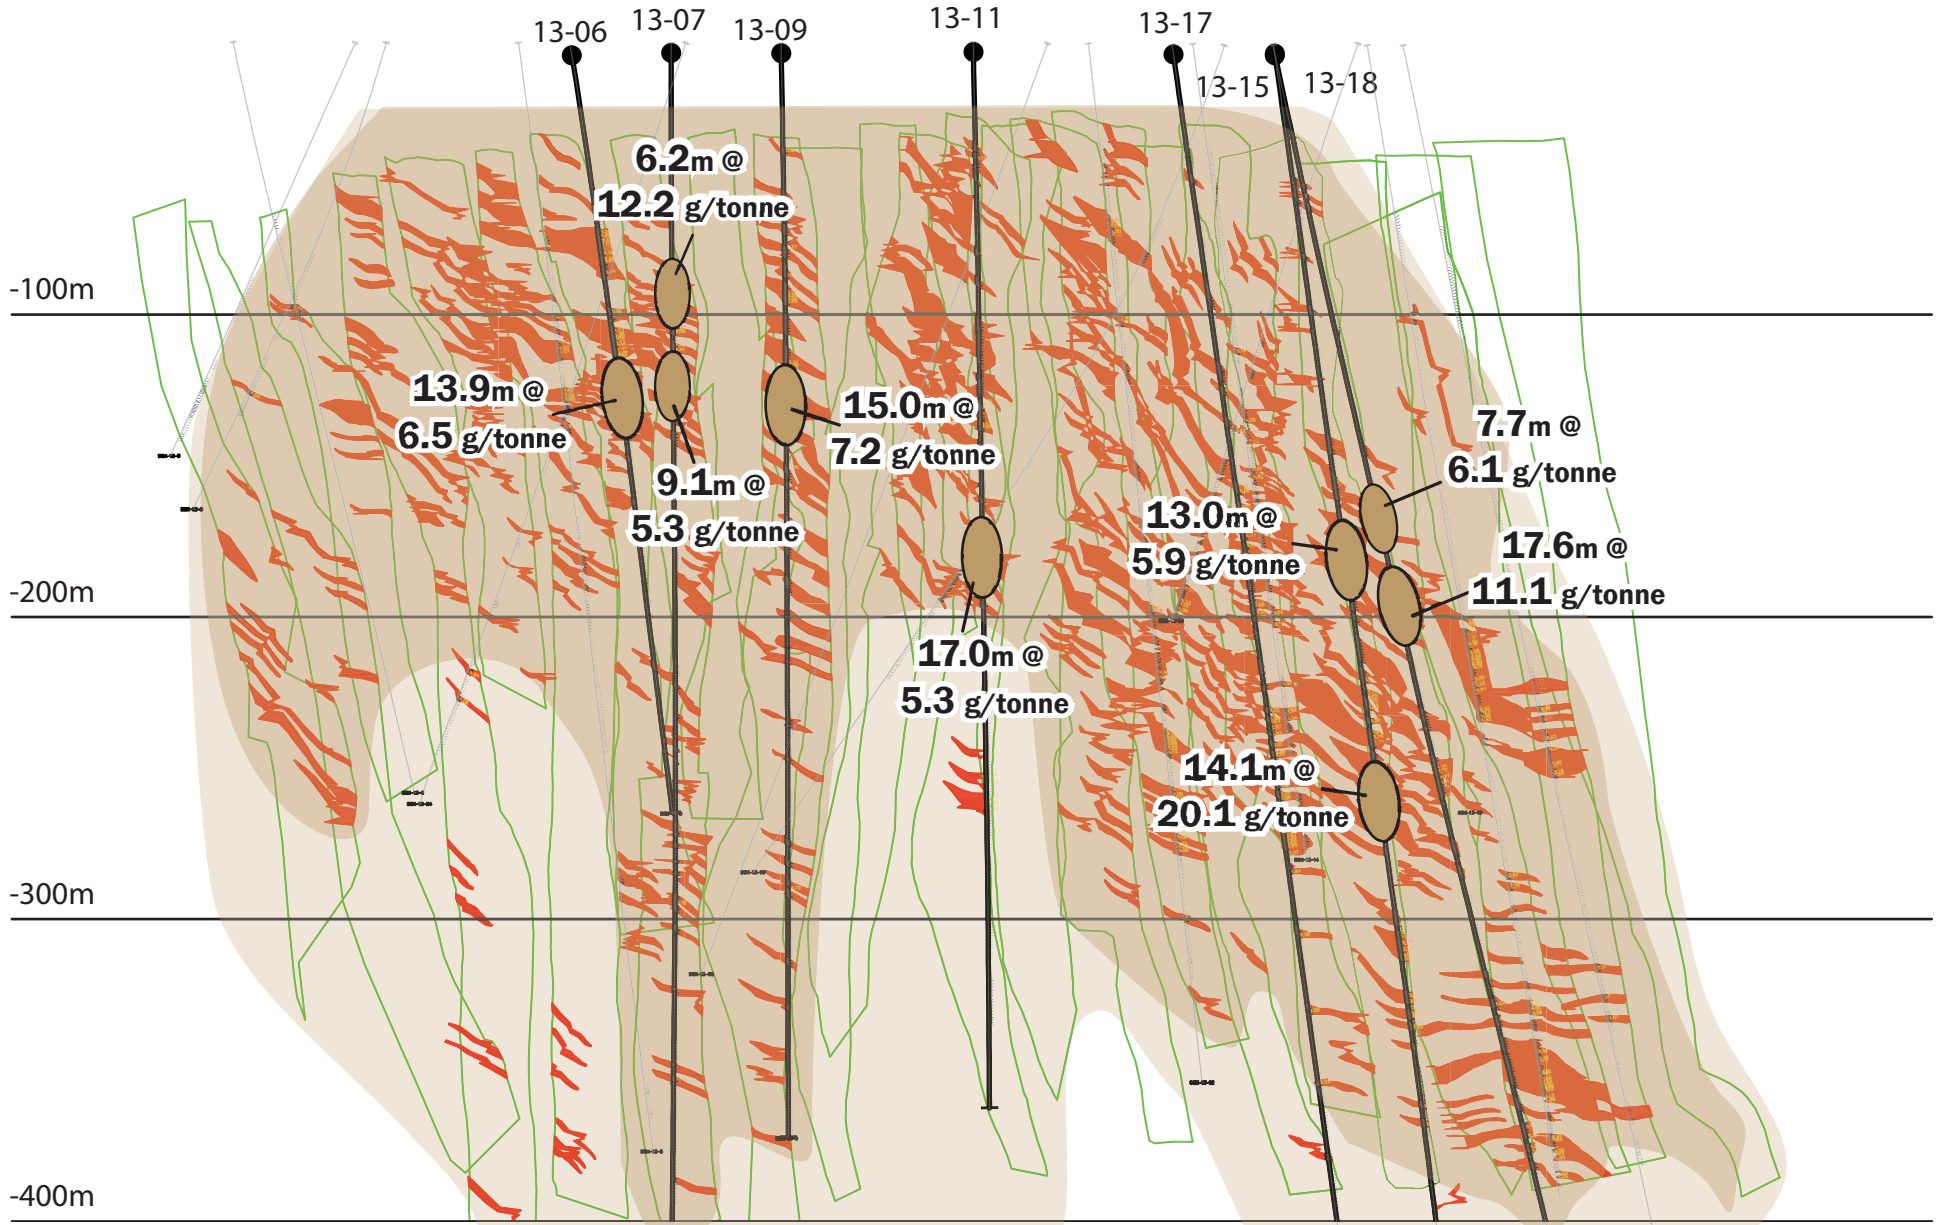 13-06
13-07
13-09
13-11
13-17
13-15
13-18
6.2m @
12.2 g/tonne
-100m
13.9m @
6.5 g/tonne
15.0m @
7.2 g/tonne
9.1m @
5.3 g/tonne
7.7m @
6.1 g/tonne
13.0m @
5.9 g/tonne
17.6m @
11.1 g/tonne
-200m
17.0m @
5.3 g/tonne
14.1m @
20.1 g/tonne
-300m
-400m